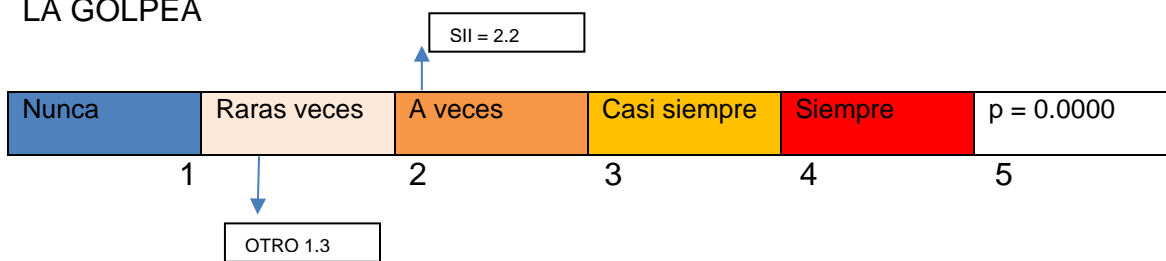 LA GOLPEA
SII = 2.2
Nunca Raras veces A veces Casi siempre Siempre p = 0.0000
1 2 3 4 5
OTRO 1.3